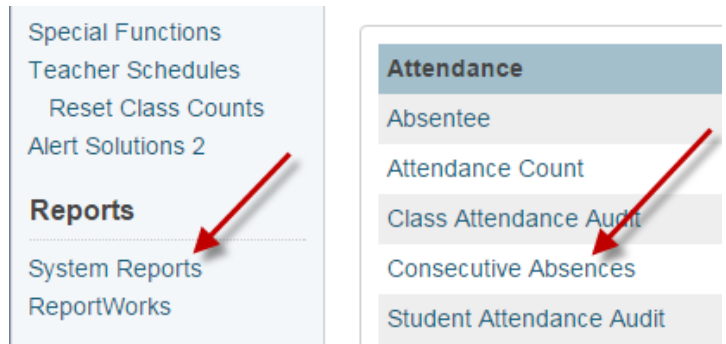 Special Functions
Teacher Schedules
Reset Class Counts
Alert Solutions 2
Reports
System Reports
ReportWorks
Attendance
Absentee
Attendance Count
Class Attendance Audit
Consecutive Absences
Student Attendance Audit